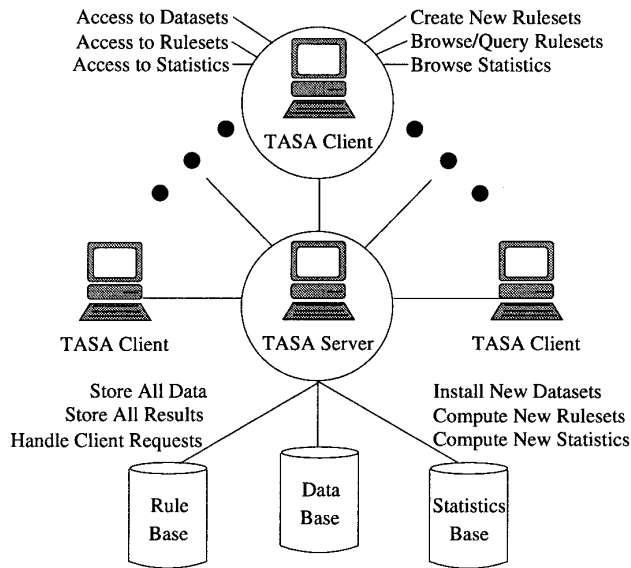 Access to Datasets
Access to Rulesets
Access to Statistics
Create New Rulesets
Browse/Query Rulesets
Browse Statistics
TASA Client
TASA Client
TASA Server
TASA Client
Store All Data
Store All Results
Handle Client Requests
Install New Datasets
Compute New Rulesets
Compute New Statistics
Rule
Base
Data
Base
Statistics
Base